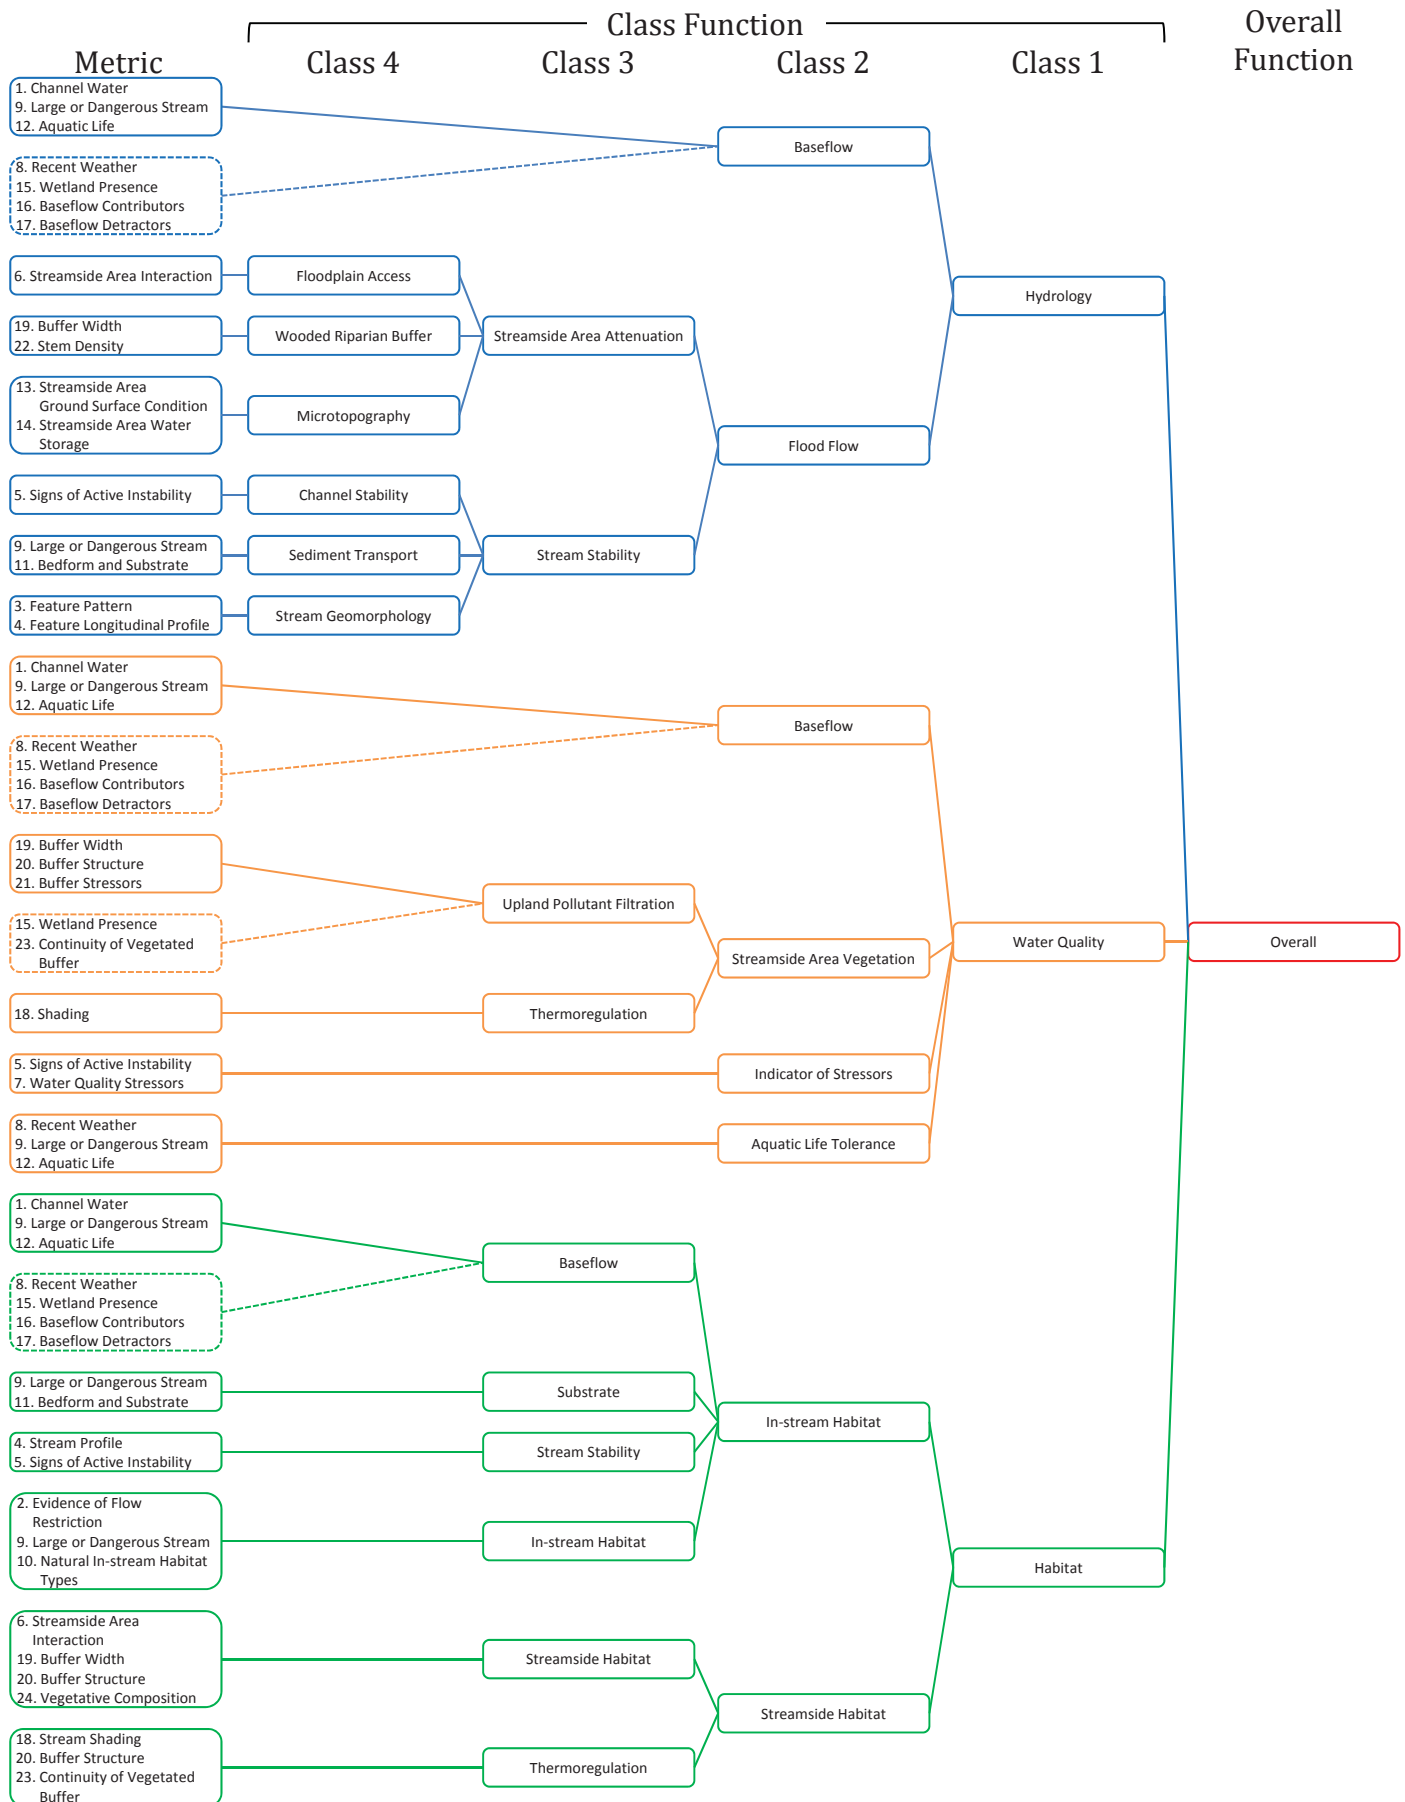 Class Function
Overall
Function
Metric
Class 4
Class 3
Class 2
Class 1
1. Channel Water
9. Large or Dangerous Stream
12. Aquatic Life
Baseflow
8. Recent Weather
15. Wetland Presence
16. Baseflow Contributors
17. Baseflow Detractors
6. Streamside Area Interaction
Floodplain Access
Hydrology
19. Buffer Width
22. Stem Density
Wooded Riparian Buffer
Streamside Area Attenuation
13. Streamside Area
Ground Surface Condition
14. Streamside Area Water
Storage
Microtopography
Flood Flow
5. Signs of Active Instability
Channel Stability
9. Large or Dangerous Stream
11. Bedform and Substrate
Sediment Transport
Stream Stability
3. Feature Pattern
4. Feature Longitudinal Profile
Stream Geomorphology
1. Channel Water
9. Large or Dangerous Stream
12. Aquatic Life
Baseflow
8. Recent Weather
15. Wetland Presence
16. Baseflow Contributors
17. Baseflow Detractors
19. Buffer Width
20. Buffer Structure
21. Buffer Stressors
Upland Pollutant Filtration
15. Wetland Presence
23. Continuity of Vegetated
Buffer
Streamside Area Vegetation
Water Quality
Overall
18. Shading
Thermoregulation
5. Signs of Active Instability
7. Water Quality Stressors
Indicator of Stressors
8. Recent Weather
9. Large or Dangerous Stream
12. Aquatic Life
Aquatic Life Tolerance
1. Channel Water
9. Large or Dangerous Stream
12. Aquatic Life
Baseflow
8. Recent Weather
15. Wetland Presence
16. Baseflow Contributors
17. Baseflow Detractors
9. Large or Dangerous Stream
11. Bedform and Substrate
Substrate
In-stream Habitat
4. Stream Profile
5. Signs of Active Instability
Stream Stability
2. Evidence of Flow
Restriction
9. Large or Dangerous Stream
10. Natural In-stream Habitat
Types
In-stream Habitat
Habitat
6. Streamside Area
Interaction
19. Buffer Width
20. Buffer Structure
24. Vegetative Composition
Streamside Habitat
Streamside Habitat
18. Stream Shading
20. Buffer Structure
23. Continuity of Vegetated
Buffer
Thermoregulation